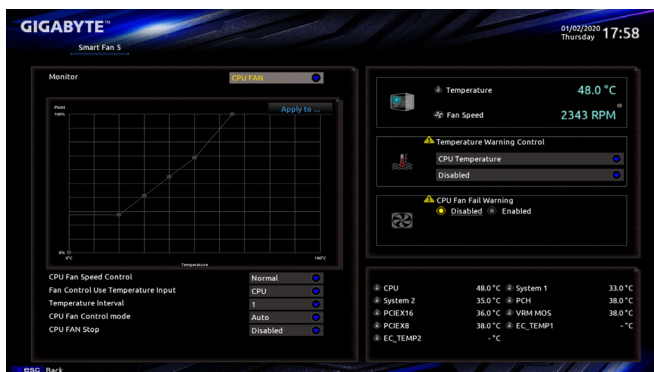 GIGABYTE™
Smart Fan 5
01/02/2020
Thursday 17:58
Monitor
CPU FAN
Apply to ...
PWM
100%
0%
0°C
100°C
Temperature
CPU Fan Speed Control Normal
Fan Control Use Temperature Input CPU
Temperature Interval 1
CPU Fan Control mode Auto
CPU FAN Stop Disabled
Temperature 48.0 °C
Fan Speed 2343 RPM
Temperature Warning Control
CPU Temperature
Disabled
CPU Fan Fail Warning
Disabled Enabled
CPU 48.0°C System 1 33.0°C
System 2 35.0°C PCH 38.0°C
PCIEX16 36.0°C VRM MOS 38.0°C
PCIEX8 38.0°C EC_TEMP1 -°C
EC_TEMP2 -°C
esc Back